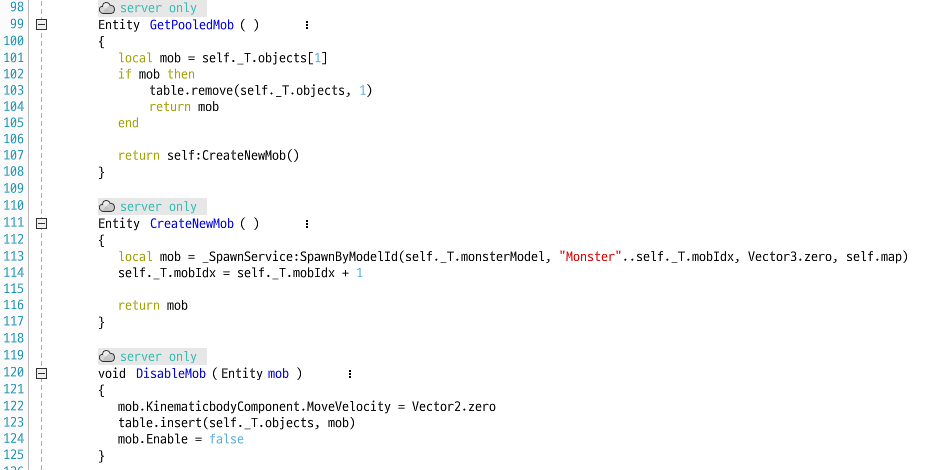 98 server only
99 Entity GetPooledMob ( )
100 {
101 local mob = self._T.objects[1]
102 if mob then
103 table.remove(self._T.objects, 1)
104 return mob
105 end
106
107 return self:CreateNewMob()
108 }
109
110 server only
111 Entity CreateNewMob ( )
112 {
113 local mob = _SpawnService:SpawnByModelId(self._T.monsterModel, "Monster"..self._T.mobIdx, Vector3.zero, self.map)
114 self._T.mobIdx = self._T.mobIdx + 1
115
116 return mob
117 }
118
119 server only
120 void DisableMob ( Entity mob )
121 {
122 mob.KinematicbodyComponent.MoveVelocity = Vector2.zero
123 table.insert(self._T.objects, mob)
124 mob.Enable = false
125 }